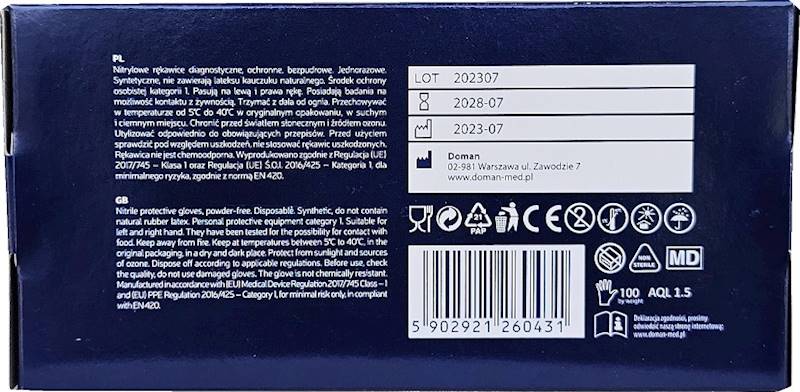 PL
Nitrylowe rękawice diagnostyczne, ochronne, bezpudrowe. Jednorazowe.
Syntetyczne, nie zawierają lateksu kauczuku naturalnego. Środek ochrony
osobistej kategorii 1. Pasują na lewą i prawą rękę. Posiadają badania na
możliwość kontaktu z żywnością. Trzymać z dala od ognia. Przechowywać
w temperaturze od 5°C do 40°C w oryginalnym opakowaniu, w suchym
i ciemnym miejscu. Chronić przed światłem słonecznym i źródłem ozonu.
Utylizować odpowiednio do obowiązujących przepisów. Przed użyciem
sprawdzić pod względem uszkodzeń, nie stosować rękawic uszkodzonych.
Rękawica nie jest chemoodporna. Wyprodukowano zgodnie z Regulacją (UE)
2017/745 – Klasa 1 oraz Regulacją (UE) Ś.O.I. 2016/425 – Kategoria 1, dla
minimalnego ryzyka, zgodnie z normą EN 420.
GB
Nitrile protective gloves, powder-free. Disposable. Synthetic, do not contain
natural rubber latex. Personal protective equipment category 1. Suitable for
left and right hand. They have been tested for the possibility for contact with
food. Keep away from fire. Keep at temperatures between 5°C to 40°C, in the
original packaging, in a dry and dark place. Protect from sunlight and sources
of ozone. Dispose off according to applicable regulations. Before use, check
the quality, do not use damaged gloves. The glove is not chemically resistant.
Manufactured in accordance with (EU) Medical Device Regulation 2017/745 Class – 1
and (EU) PPE Regulation 2016/425 – Category 1, for minimal risk only, in compliant
with EN 420.
LOT 202307
2028-07
2023-07
Doman
02-981 Warszawa ul. Zawodzie 7
www.doman-med.pl
21
PAP
CE
2
NON
STERILE
MD
100
by weight
AQL 1.5
5 902921 260431
Deklaracja zgodności, prosimy
odwiedzić naszą stronę internetową:
www.doman-med.pl